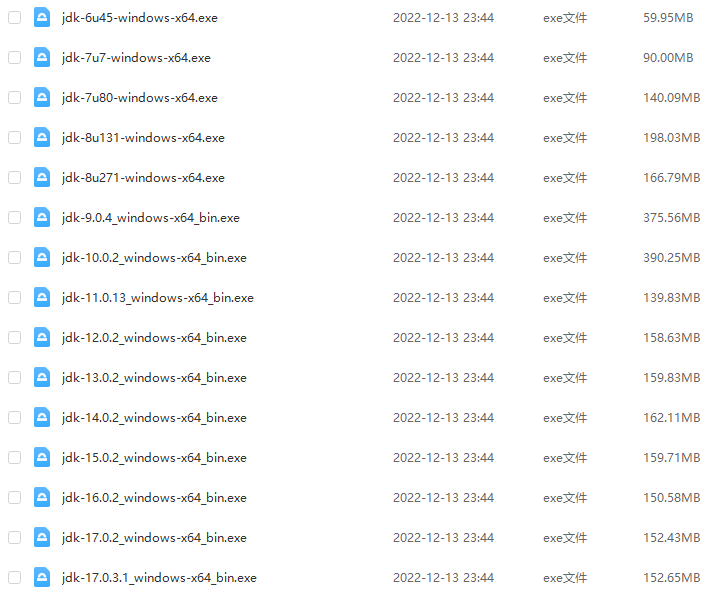 jdk-6u45-windows-x64.exe 2022-12-13 23:44 exe文件 59.95MB
jdk-7u7-windows-x64.exe 2022-12-13 23:44 exe文件 90.00MB
jdk-7u80-windows-x64.exe 2022-12-13 23:44 exe文件 140.09MB
jdk-8u131-windows-x64.exe 2022-12-13 23:44 exe文件 198.03MB
jdk-8u271-windows-x64.exe 2022-12-13 23:44 exe文件 166.79MB
jdk-9.0.4_windows-x64_bin.exe 2022-12-13 23:44 exe文件 375.56MB
jdk-10.0.2_windows-x64_bin.exe 2022-12-13 23:44 exe文件 390.25MB
jdk-11.0.13_windows-x64_bin.exe 2022-12-13 23:44 exe文件 139.83MB
jdk-12.0.2_windows-x64_bin.exe 2022-12-13 23:44 exe文件 158.63MB
jdk-13.0.2_windows-x64_bin.exe 2022-12-13 23:44 exe文件 159.83MB
jdk-14.0.2_windows-x64_bin.exe 2022-12-13 23:44 exe文件 162.11MB
jdk-15.0.2_windows-x64_bin.exe 2022-12-13 23:44 exe文件 159.71MB
jdk-16.0.2_windows-x64_bin.exe 2022-12-13 23:44 exe文件 150.58MB
jdk-17.0.2_windows-x64_bin.exe 2022-12-13 23:44 exe文件 152.43MB
jdk-17.0.3.1_windows-x64_bin.exe 2022-12-13 23:44 exe文件 152.65MB